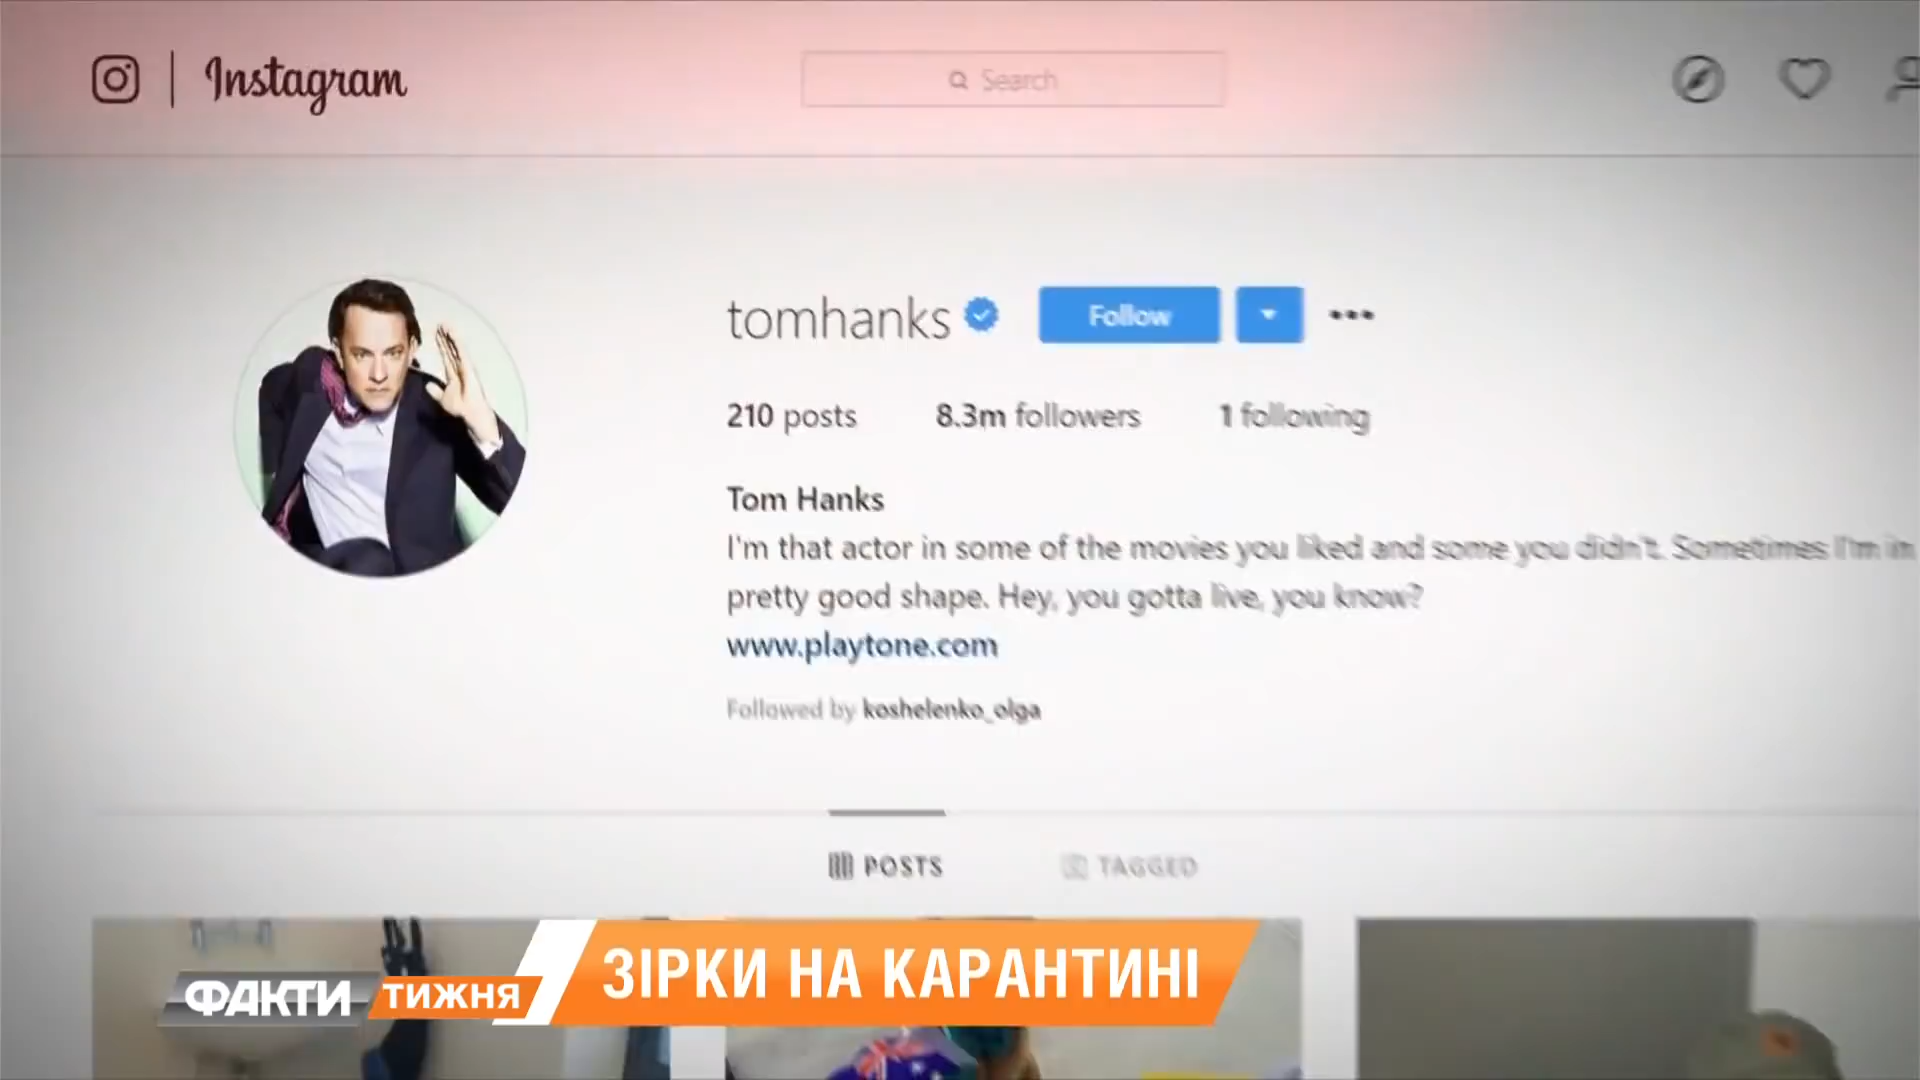 Instagram
Search
tomhanks
Follow
210 posts 8.3m followers 1 following
Tom Hanks
I'm that actor in some of the movies you liked and some you didn't. Sometimes I'm in
pretty good shape. Hey, you gotta live, you know?
www.playtone.com
Followed by koshelenko_olga
POSTS TAGGED
ЗІРКИ НА КАРАНТИНІ
ФАКТИ ТИЖНЯ